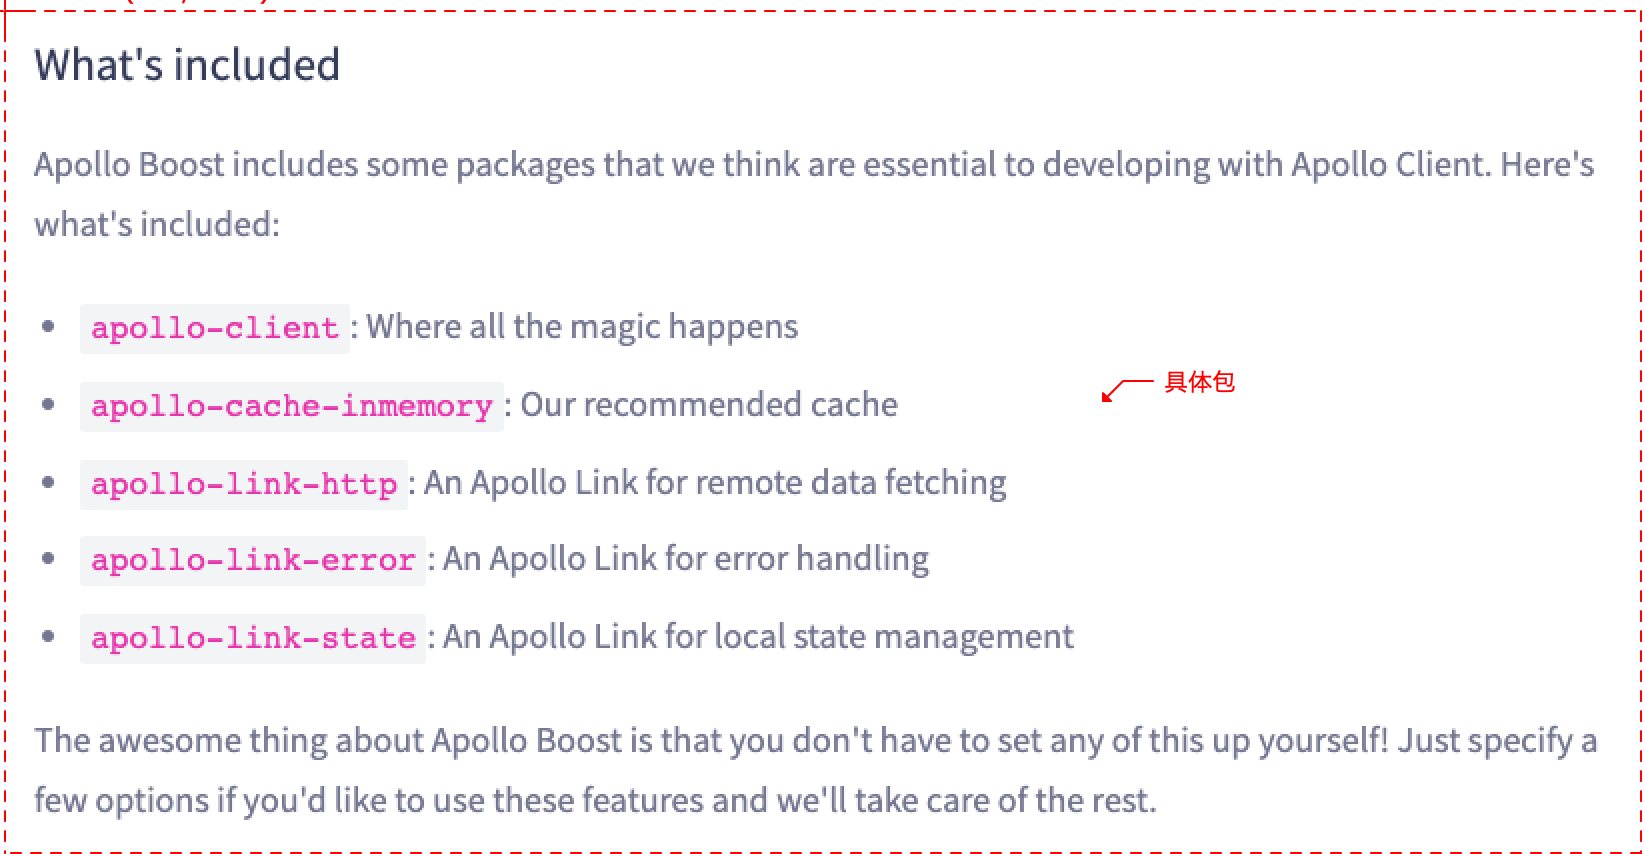 What's included
Apollo Boost includes some packages that we think are essential to developing with Apollo Client. Here's
what's included:
• apollo-client : Where all the magic happens
• apollo-cache-inmemory : Our recommended cache
具体包
• apollo-link-http : An Apollo Link for remote data fetching
• apollo-link-error : An Apollo Link for error handling
• apollo-link-state : An Apollo Link for local state management
The awesome thing about Apollo Boost is that you don't have to set any of this up yourself! Just specify a
few options if you'd like to use these features and we'll take care of the rest.